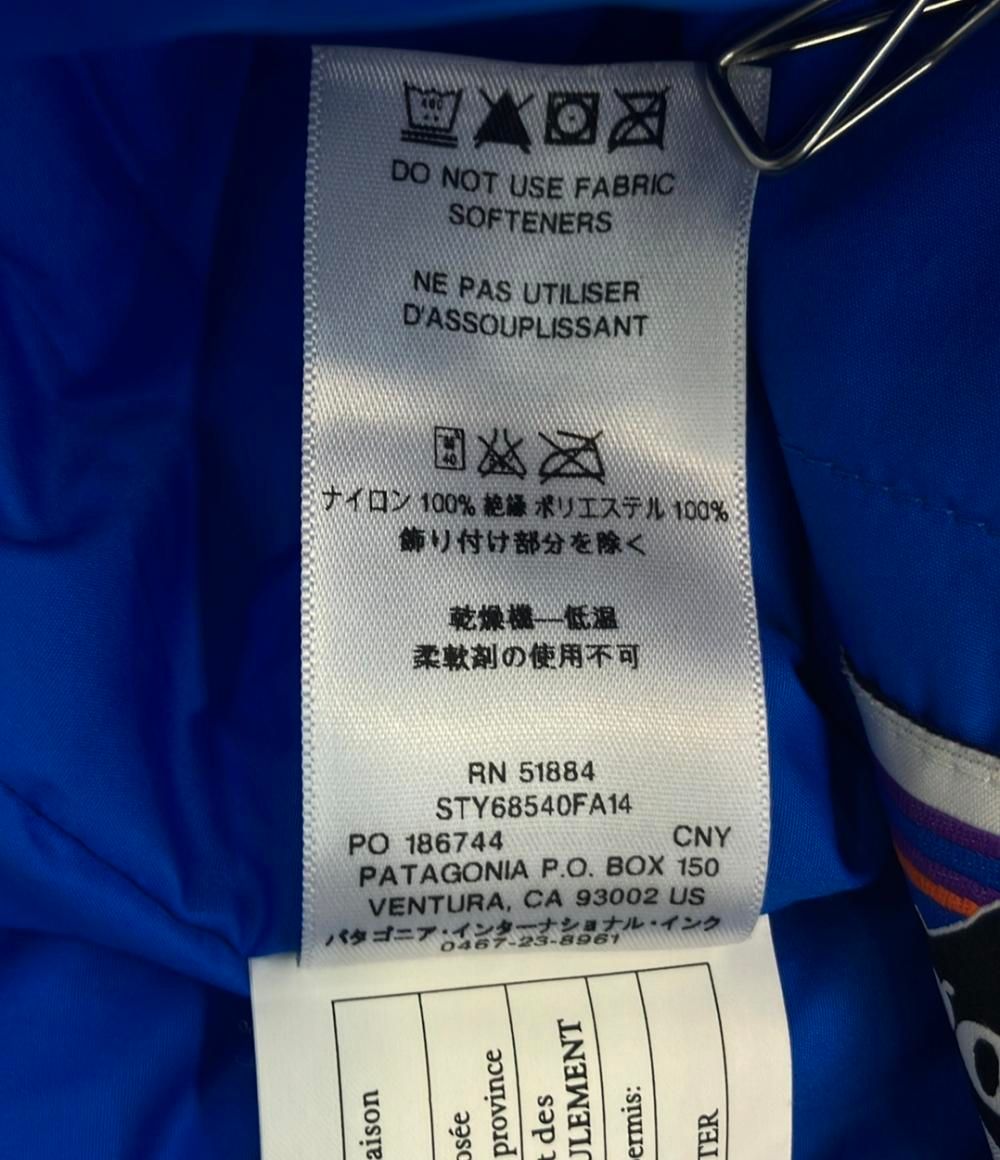 DO NOT USE FABRIC
SOFTENERS
NE PAS UTILISER
D'ASSOUPLISSANT
40
ナイロン 100% 絶縁 ポリエステル 100%
飾り付け部分を除く
乾燥機—低温
柔軟剤の使用不可
RN 51884
STY68540FA14
PO 186744 CNY
PATAGONIA P.O. BOX 150
VENTURA, CA 93002 US
パタゴニア・インターナショナル・インク
0467-23-8961
aison
osée
province
t des
ULEMENT
ermis:
TER